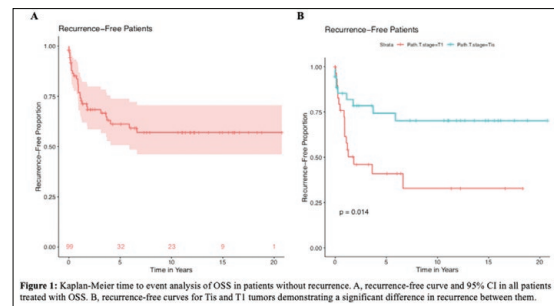 A
Recurrence-Free Patients
1.00
0.75
0.50
0.25
0.00
Recurrence-Free Proportion
99 32 23 9 1
0 5 10 15 20
Time in Years
B
Recurrence-Free Patients
Strata Path T.stage=T1 Path T.stage=Tis
1.00
0.75
0.50
0.25
0.00
Recurrence-Free Proportion
p = 0.014
0 5 10 15 20
Time in Years
Figure 1: Kaplan-Meier time to event analysis of OSS in patients without recurrence. A, recurrence-free curve and 95% CI in all patients
treated with OSS. B, recurrence-free curves for Tis and T1 tumors demonstrating a significant difference in recurrence between them.